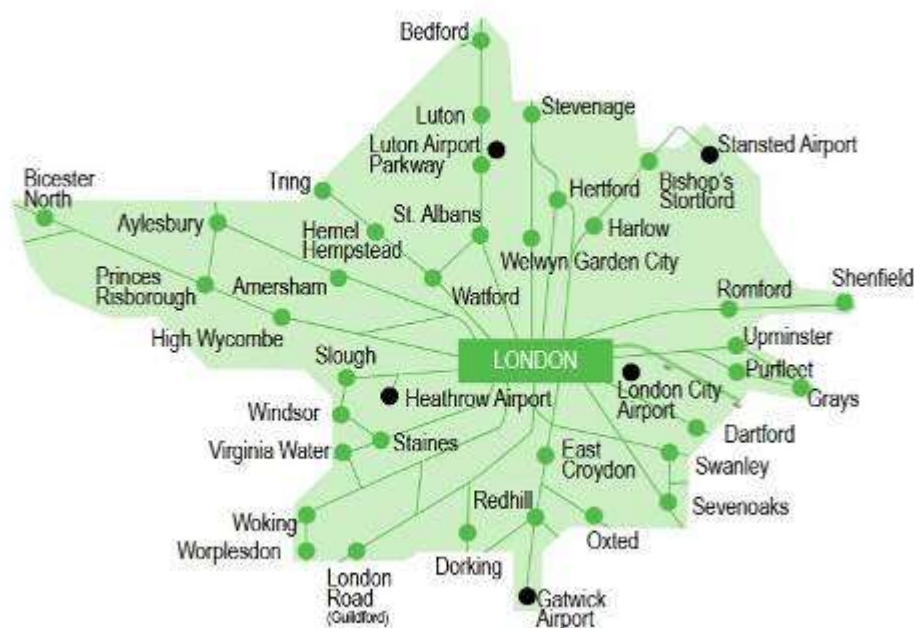 Bedford
Luton
Stevenage
Luton Airport
Parkway
Stansted Airport
Bishop's
Stortford
Bicester
North
Tring
Hertford
Aylesbury
Hemel
Hempstead
St. Albans
Harlow
Welwyn Garden City
Princes
Risborough
Amersham
Watford
Romford
Shenfield
High Wycombe
Upminster
Slough
LONDON
Purfleet
Grays
Heathrow Airport
London City
Airport
Windsor
Dartford
Virginia Water
Staines
East
Croydon
Swanley
Sevenoaks
Redhill
Woking
Oxted
Worplesdon
Dorking
London
Road
(Guildford)
Gatwick
Airport